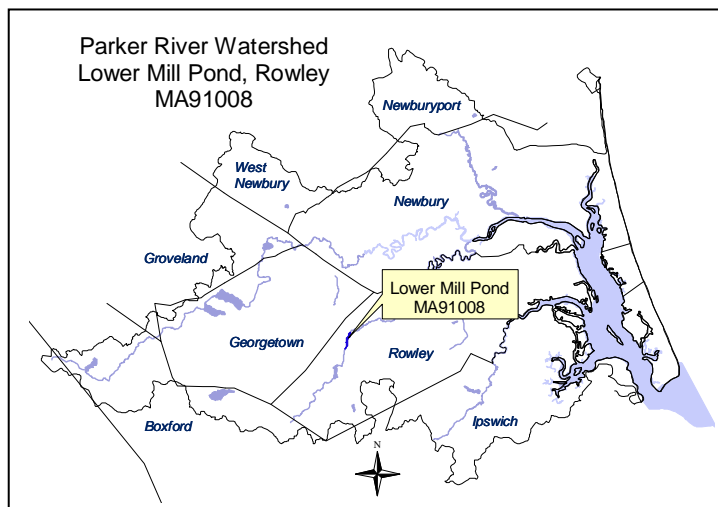 Parker River Watershed
Lower Mill Pond, Rowley
MA91008
Newburyport
West
Newbury
Newbury
Groveland
Lower Mill Pond
MA91008
Georgetown
Rowley
Boxford
Ipswich
N